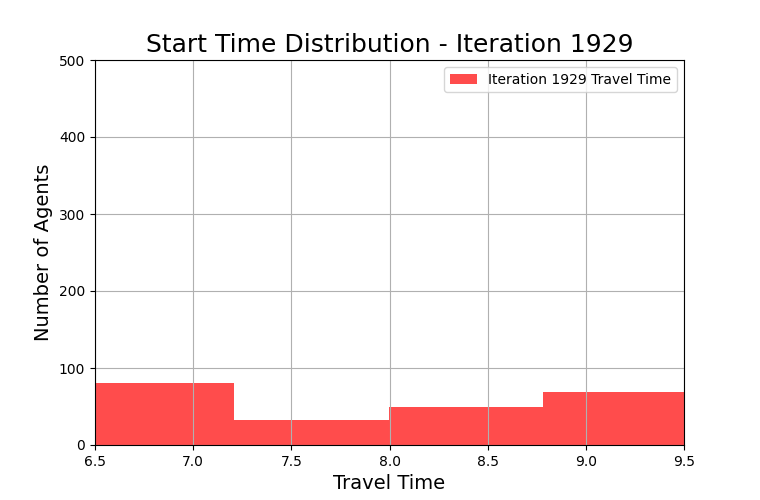 Start Time Distribution - Iteration 1929
Iteration 1929 Travel Time
Number of Agents
500
400
300
200
100
0
6.5 7.0 7.5 8.0 8.5 9.0 9.5
Travel Time